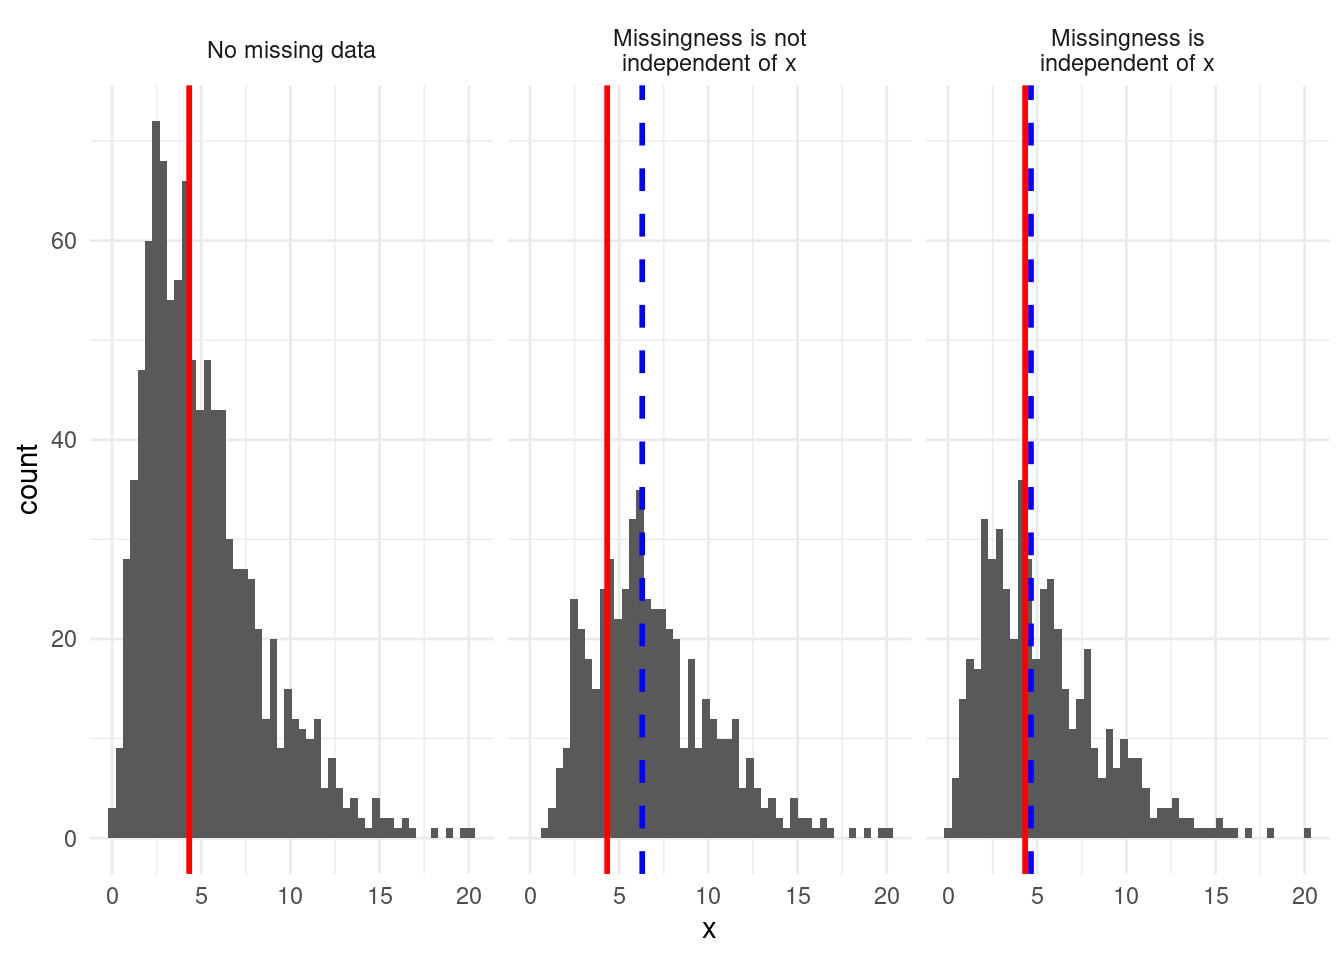 No missing data
Missingness is not
independent of x
Missingness is
independent of x
60
40
20
0
count
0 5 10 15 20
0 5 10 15 20
0 5 10 15 20
x